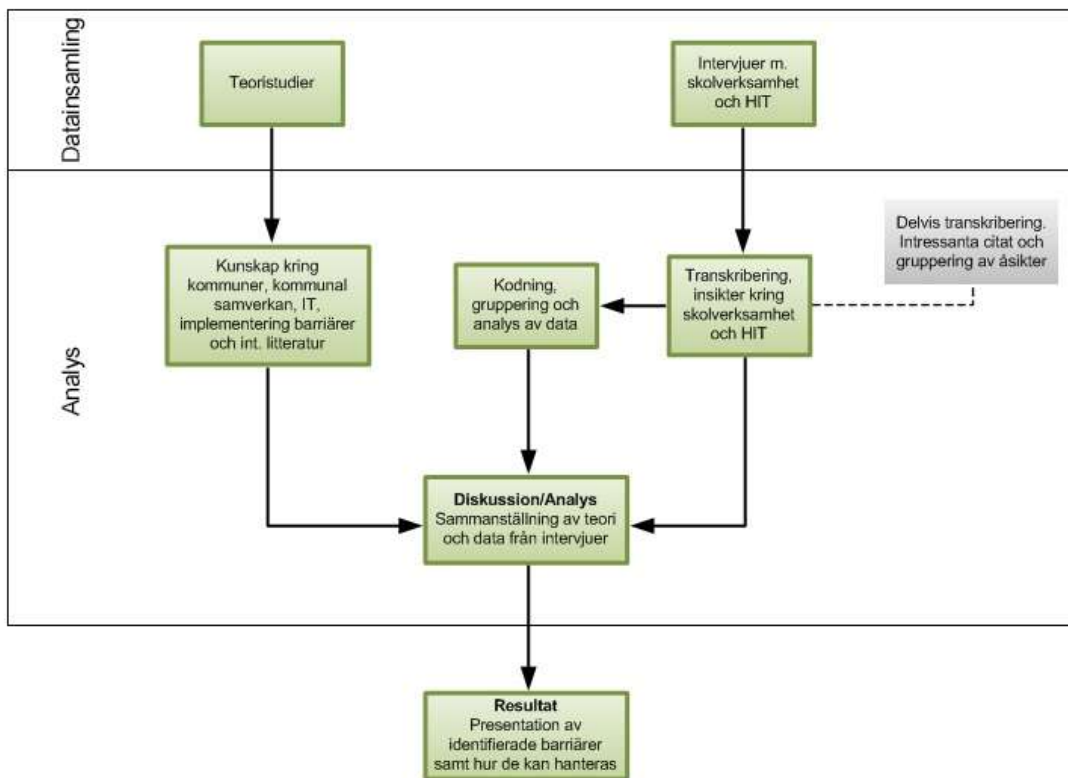 Datainsamling
Teoristudier
Intervjuer m.
skolverksamhet
och HIT
Analys
Kunskap kring
kommuner, kommunal
samverkan, IT,
implementering barriärer
och int. litteratur
Kodning,
gruppering och
analys av data
Transkribering,
insikter kring
skolverksamhet
och HIT
Delvis transkribering.
Intressanta citat och
gruppering av åsikter
Diskussion/Analys
Sammanställning av teori
och data från intervjuer
Resultat
Presentation av
identifierade barriärer
samt hur de kan hanteras